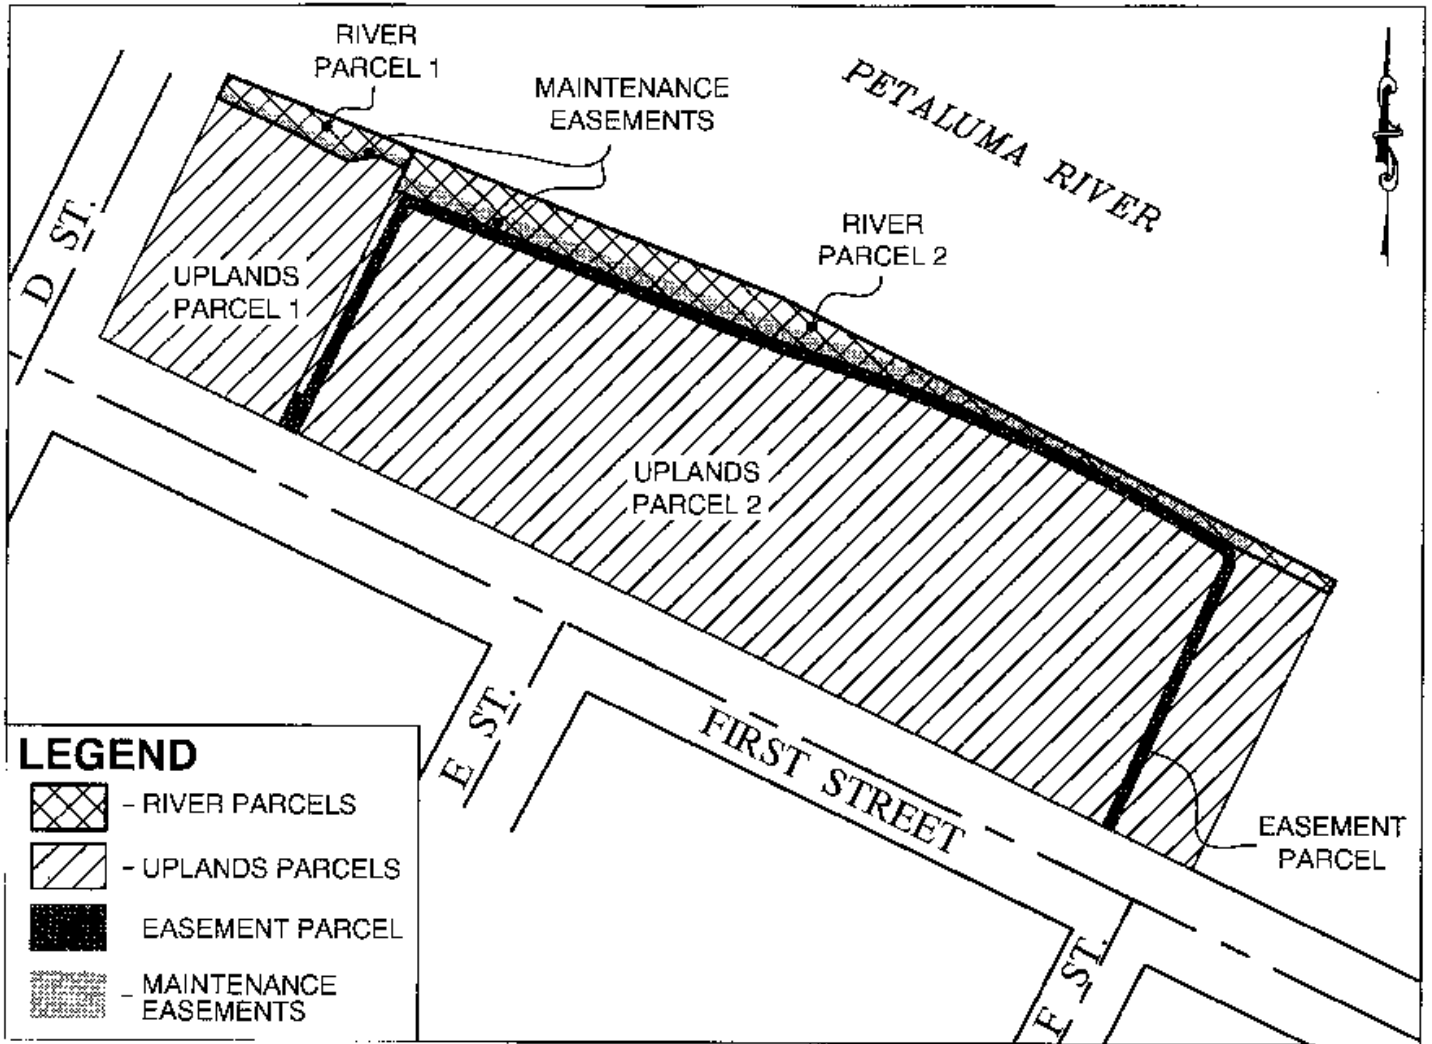 RIVER
PARCEL 1
MAINTENANCE
EASEMENTS
PETALUMA RIVER
RIVER
PARCEL 2
D ST.
UPLANDS
PARCEL 1
UPLANDS
PARCEL 2
E ST.
FIRST STREET
EASEMENT
PARCEL
E ST.
LEGEND
- RIVER PARCELS
- UPLANDS PARCELS
EASEMENT PARCEL
- MAINTENANCE
EASEMENTS